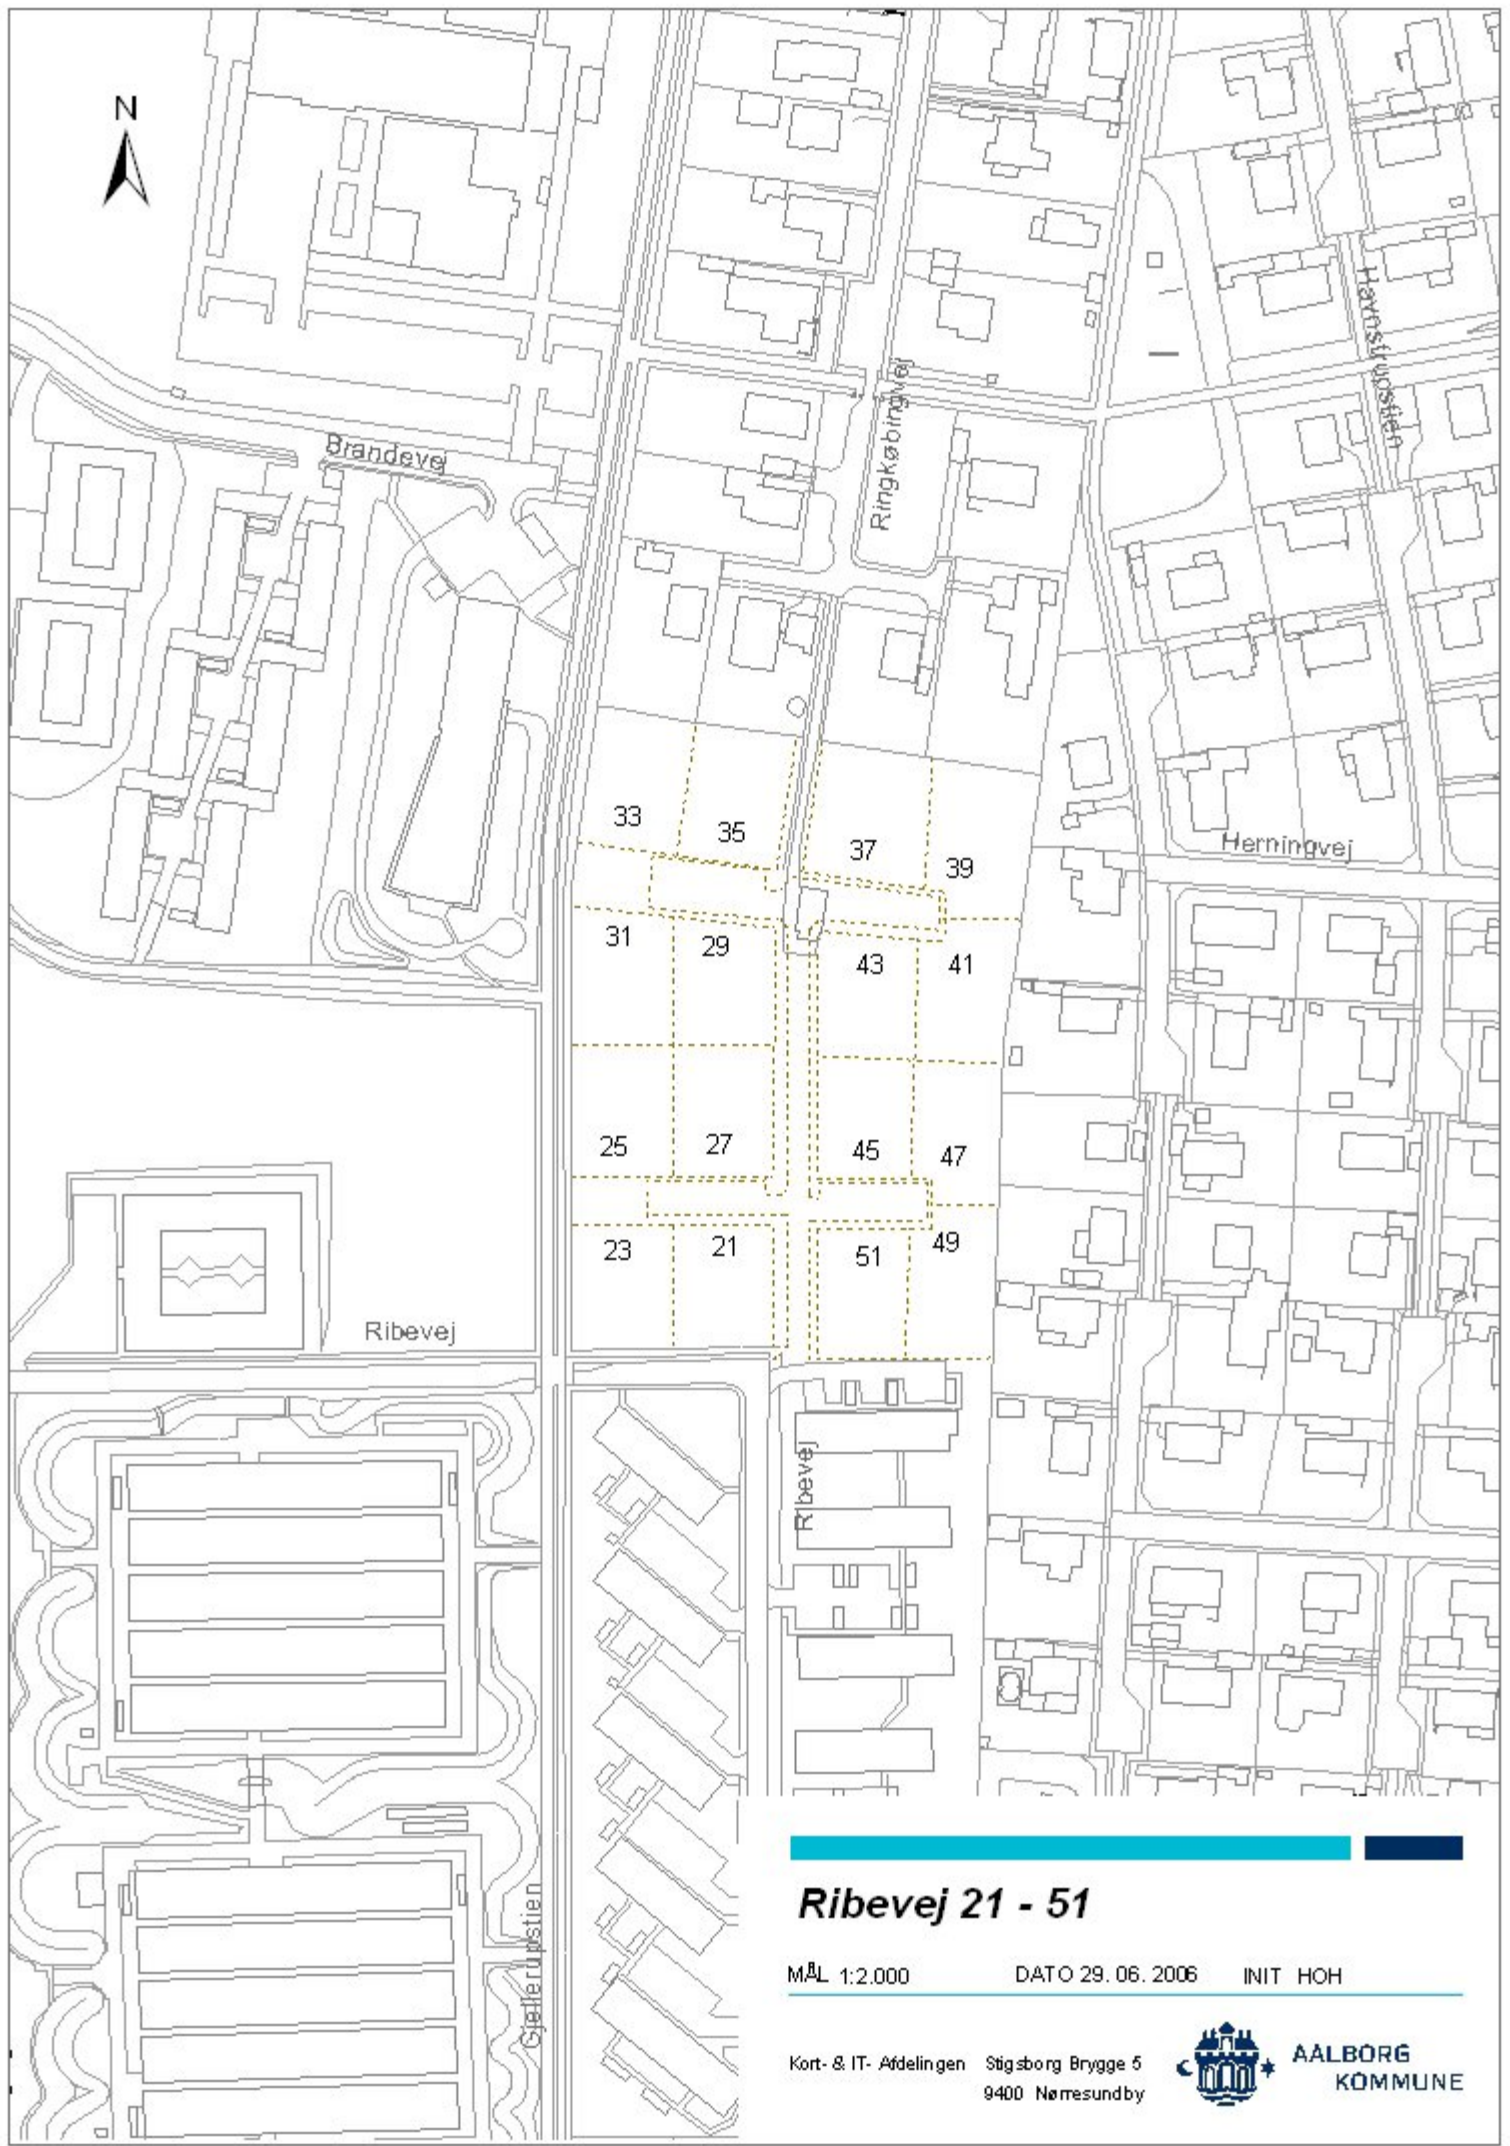 N
Havnstrupstien
Ringkøbingvej
Brandevej
33
35
37
39
Herningvej
31
29
43
41
25
27
45
47
23
21
51
49
Ribevej
Ribevej
Gjellerupstien
Ribevej 21 - 51
MÅL 1:2.000 DATO 29.06.2006 INIT HOH
Kort- & IT- Afdelingen Stigsborg Brygge 5
9400 Nørresundby
AALBORG
KOMMUNE